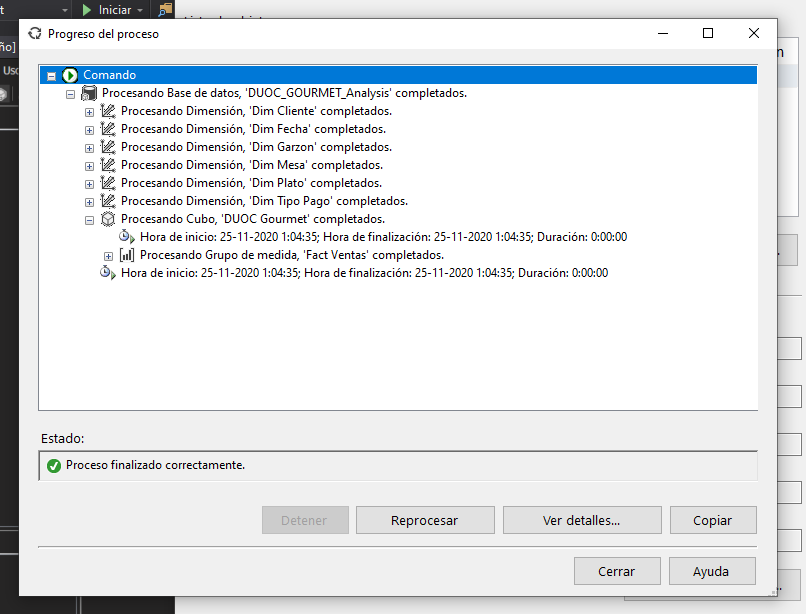 Iniciar
Progreso del proceso
Comando
Procesando Base de datos, 'DUOC_GOURMET_Analysis' completados.
Procesando Dimensión, 'Dim Cliente' completados.
Procesando Dimensión, 'Dim Fecha' completados.
Procesando Dimensión, 'Dim Garzon' completados.
Procesando Dimensión, 'Dim Mesa' completados.
Procesando Dimensión, 'Dim Plato' completados.
Procesando Dimensión, 'Dim Tipo Pago' completados.
Procesando Cubo, 'DUOC Gourmet' completados.
Hora de inicio: 25-11-2020 1:04:35; Hora de finalización: 25-11-2020 1:04:35; Duración: 0:00:00
Procesando Grupo de medida, 'Fact Ventas' completados.
Hora de inicio: 25-11-2020 1:04:35; Hora de finalización: 25-11-2020 1:04:35; Duración: 0:00:00
Estado:
Proceso finalizado correctamente.
Detener
Reprocesar
Ver detalles...
Copiar
Cerrar
Ayuda